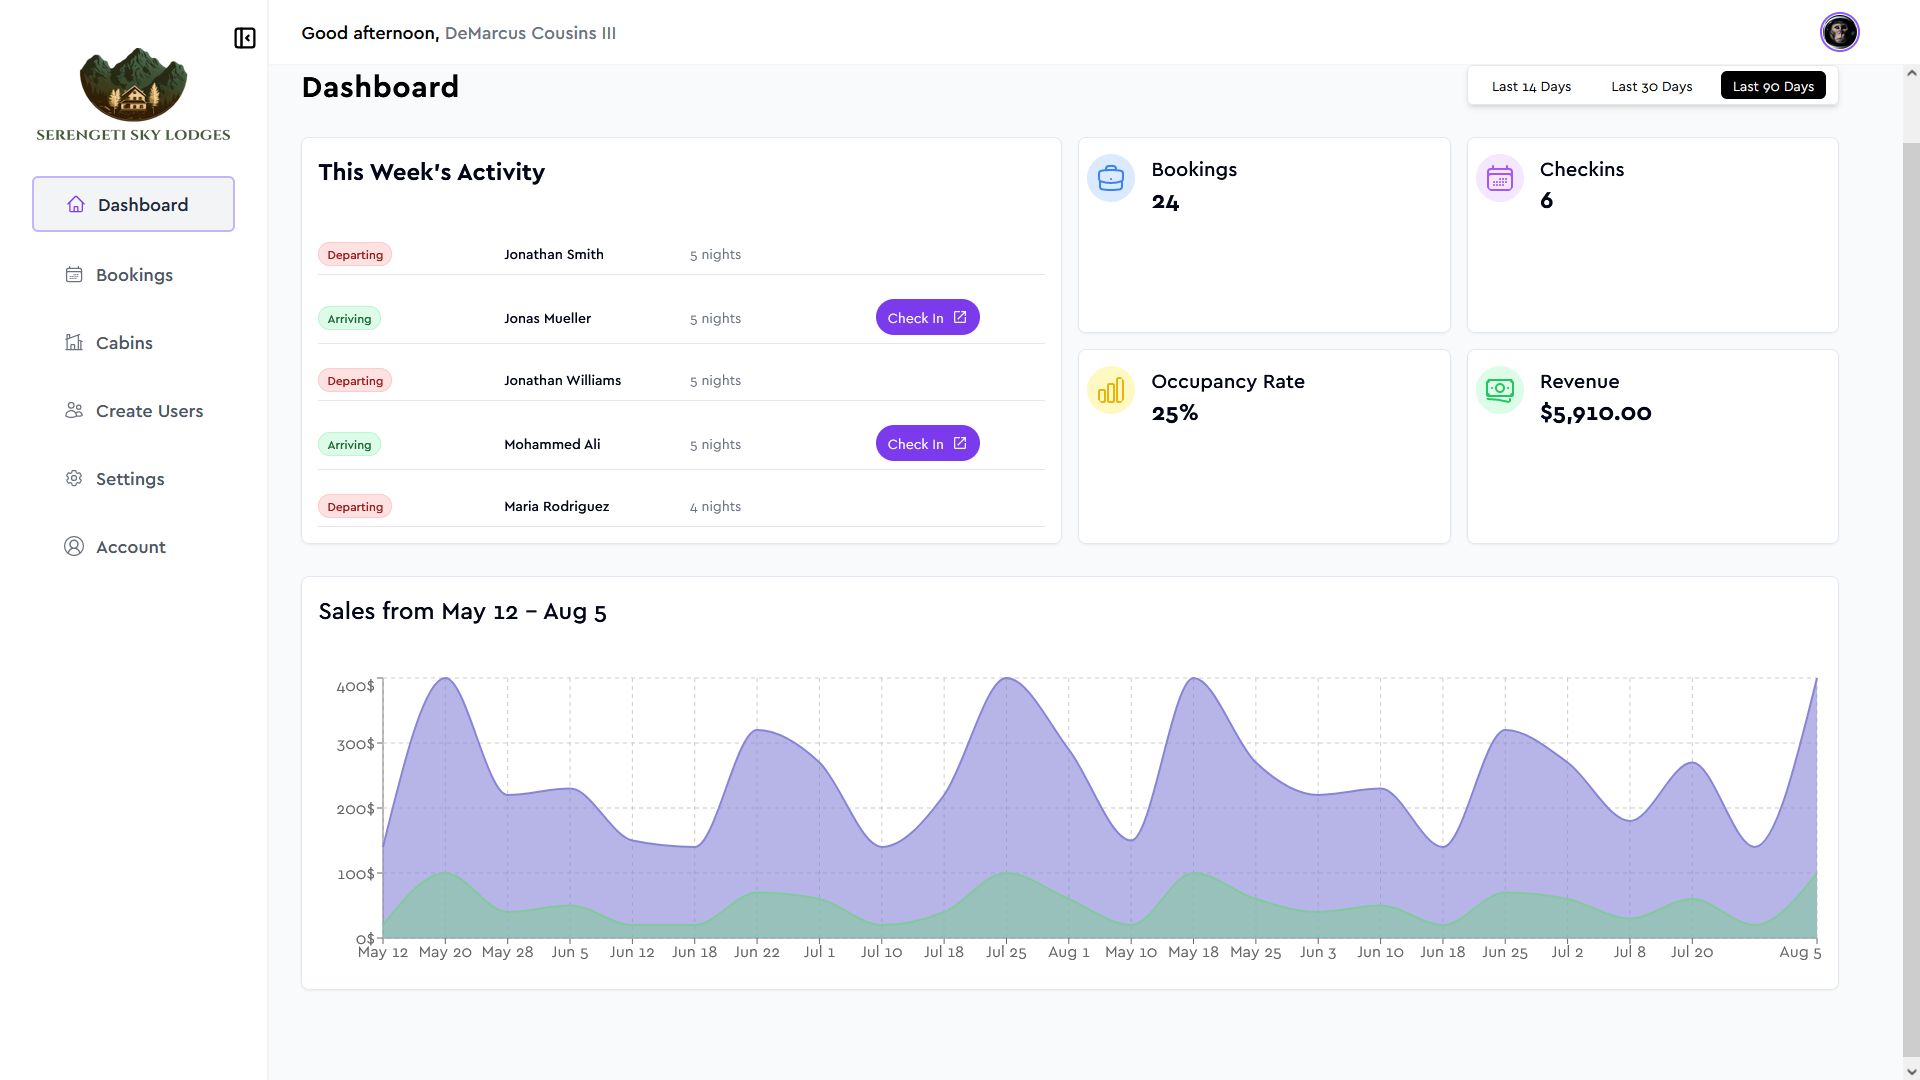 Good afternoon, DeMarcus Cousins III
SERENGETI SKY LODGES
Dashboard
Bookings
Cabins
Create Users
Settings
Account
Dashboard
Last 14 Days
Last 30 Days
Last 90 Days
This Week's Activity
Departing Jonathan Smith 5 nights
Arriving Jonas Mueller 5 nights Check In
Departing Jonathan Williams 5 nights
Arriving Mohammed Ali 5 nights Check In
Departing Maria Rodriguez 4 nights
Bookings
24
Checkins
6
Occupancy Rate
25%
Revenue
$5,910.00
Sales from May 12 – Aug 5
400$
300$
200$
100$
0$
May 12 May 20 May 28 Jun 5 Jun 12 Jun 18 Jun 22 Jul 1 Jul 10 Jul 18 Jul 25 Aug 1 May 10 May 18 May 25 Jun 3 Jun 10 Jun 18 Jun 25 Jul 2 Jul 8 Jul 20 Aug 5